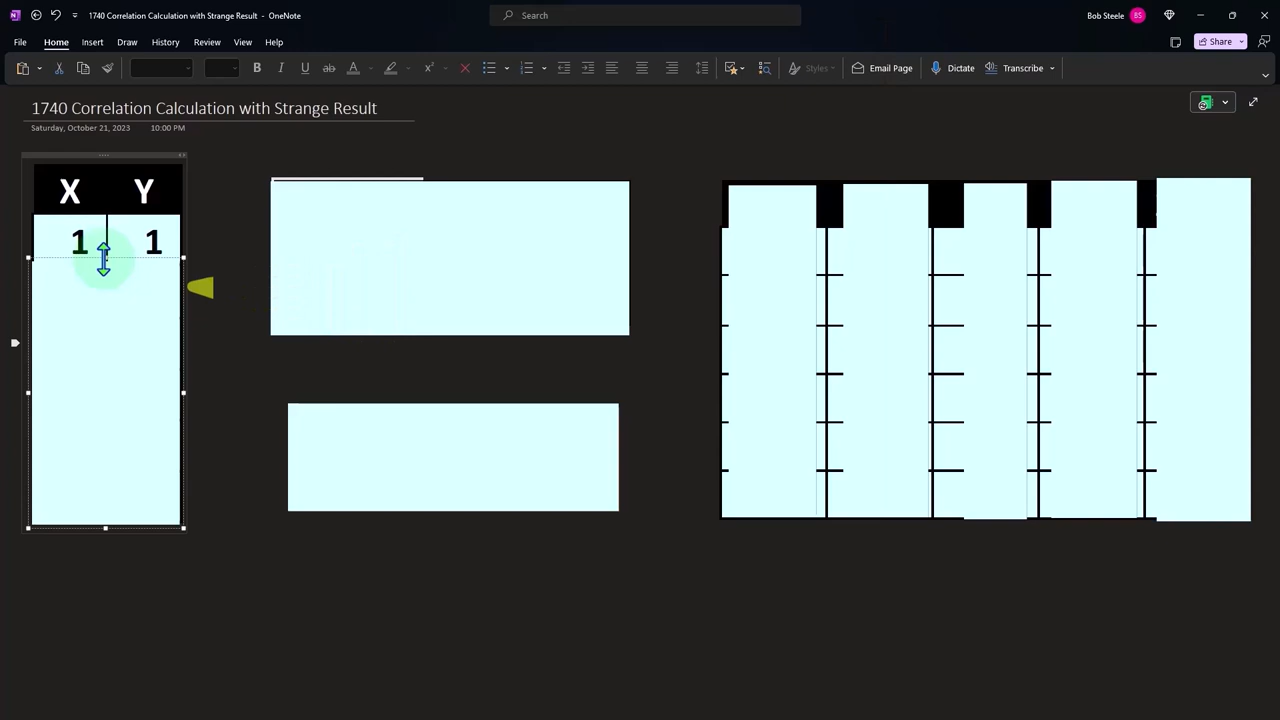 1740 Correlation Calculation with Strange Result - OneNote
Search
Bob Steele BS
File Home Insert Draw History Review View Help
Share
B I U ab A x
Email Page
Dictate
Transcribe
Styles
1740 Correlation Calculation with Strange Result
Saturday, October 21, 2023 10:00 PM
X Y
1 1